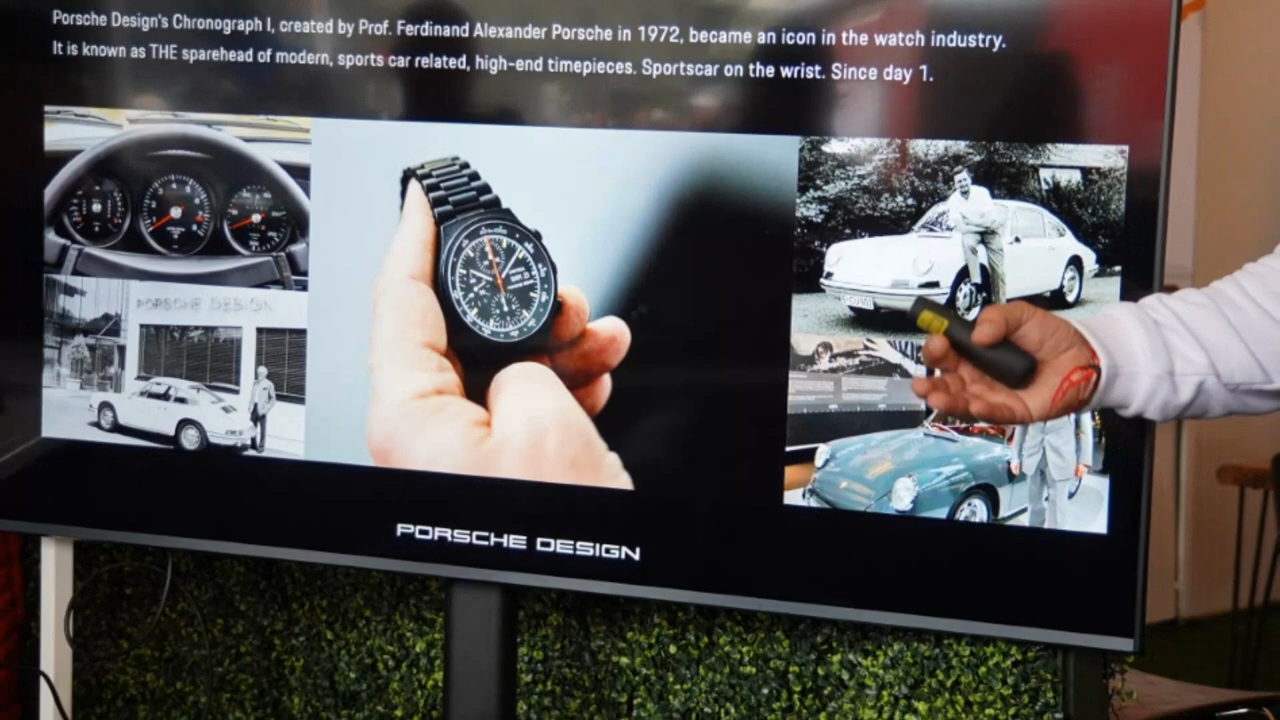 Porsche Design's Chronograph I, created by Prof. Ferdinand Alexander Porsche in 1972, became an icon in the watch industry.
It is known as THE sparehead of modern, sports car related, high-end timepieces. Sportscar on the wrist. Since day 1.
PORSCHE DESIGN
PORSCHE DESIGN